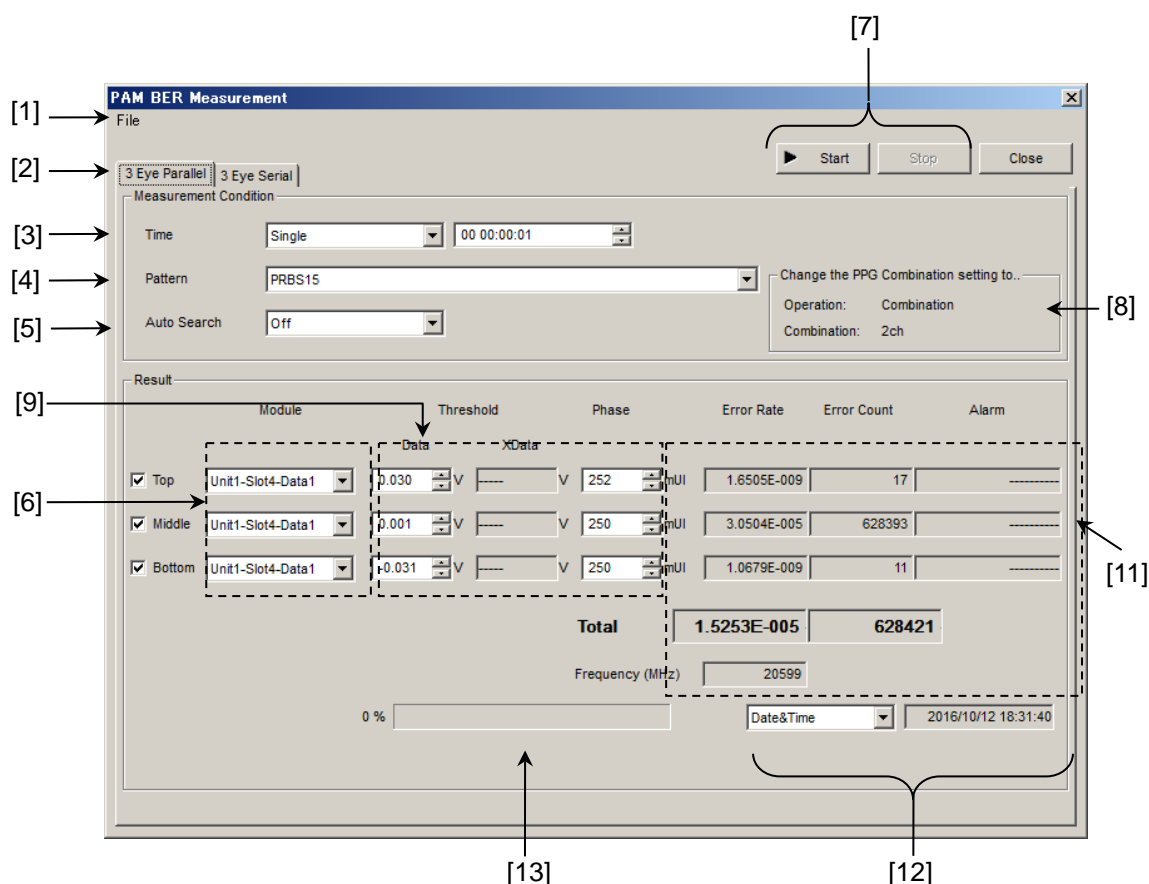 [7]
PAM BER Measurement
[1]
File
Start Stop Close
[2]
3 Eye Parallel 3 Eye Serial
Measurement Condition
[3] Time Single 00 00:00:01
[4] Pattern PRBS15
Change the PPG Combination setting to..
Operation: Combination
[8]
[5] Auto Search Off
Combination: 2ch
Result
[9]
Module Threshold Phase Error Rate Error Count Alarm
Data XData
Top Unit1-Slot4-Data1 0.030 V ----- V 252 mUI 1.6505E-009 17 ----------
[6]
Middle Unit1-Slot4-Data1 0.001 V ----- V 250 mUI 3.0504E-005 628393 ----------
Bottom Unit1-Slot4-Data1 -0.031 V ----- V 250 mUI 1.0679E-009 11 ----------
[11]
Total 1.5253E-005 628421
Frequency (MHz) 20599
0 % Date&Time 2016/10/12 18:31:40
[13] [12]